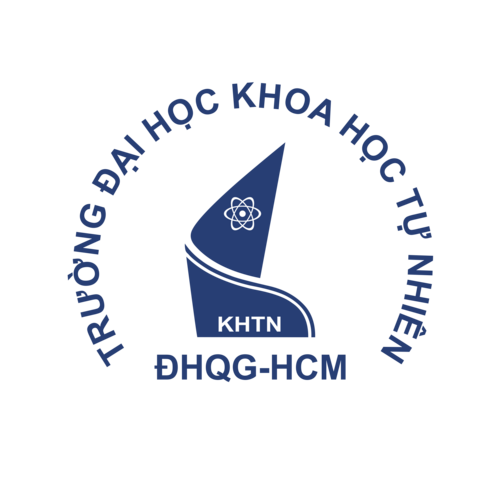 TRƯỜNG ĐẠI HỌC KHOA HỌC TỰ NHIÊN
KHTN
ĐHQG-HCM